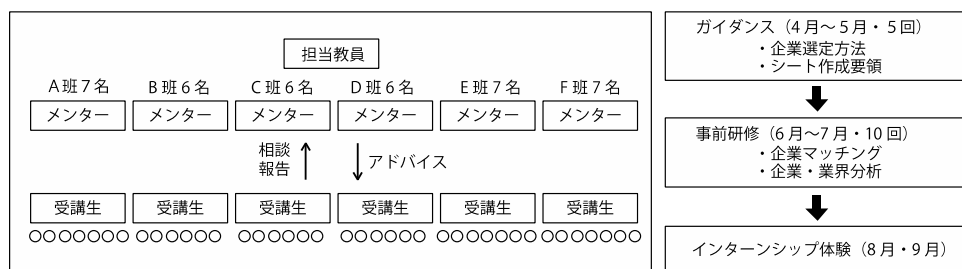 担当教員
A班7名 B班6名 C班6名 D班6名 E班7名 F班7名
メンター メンター メンター メンター メンター メンター
相談
報告
アドバイス
受講生 受講生 受講生 受講生 受講生 受講生
○○○○○○○ ○○○○○○ ○○○○○○ ○○○○○○ ○○○○○○○ ○○○○○○○
ガイダンス（4月〜5月・5回）
・企業選定方法
・シート作成要領
事前研修（6月〜7月・10回）
・企業マッチング
・企業・業界分析
インターンシップ体験（8月・9月）